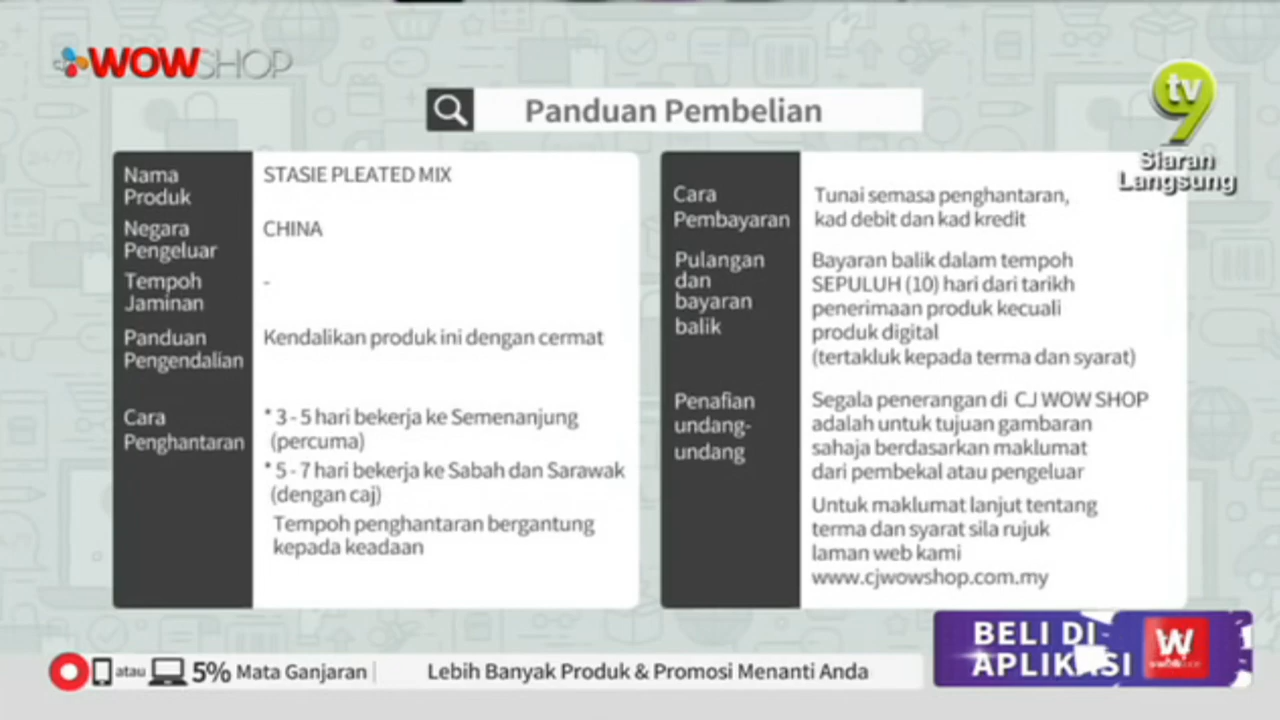 WOWSHOP
Panduan Pembelian
tv9
Siaran
Langsung
Nama
Produk
STASIE PLEATED MIX
Negara
Pengeluar
CHINA
Tempoh
Jaminan
-
Panduan
Pengendalian
Kendalikan produk ini dengan cermat
Cara
Penghantaran
* 3 - 5 hari bekerja ke Semenanjung
(percuma)
* 5 - 7 hari bekerja ke Sabah dan Sarawak
(dengan caj)
Tempoh penghantaran bergantung
kepada keadaan
Cara
Pembayaran
Tunai semasa penghantaran,
kad debit dan kad kredit
Pulangan
dan
bayaran
balik
Bayaran balik dalam tempoh
SEPULUH (10) hari dari tarikh
penerimaan produk kecuali
produk digital
(tertakluk kepada terma dan syarat)
Penafian
undang-
undang
Segala penerangan di CJ WOW SHOP
adalah untuk tujuan gambaran
sahaja berdasarkan maklumat
dari pembekal atau pengeluar
Untuk maklumat lanjut tentang
terma dan syarat sila rujuk
laman web kami
www.cjwowshop.com.my
BELI DI
APLIKASI
W
atau 5% Mata Ganjaran
Lebih Banyak Produk & Promosi Menanti Anda